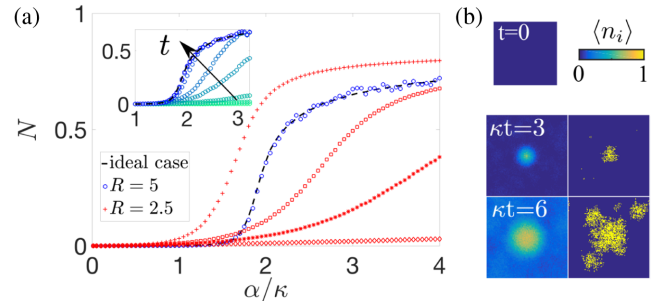 (a)
N
0
0.5
1
0
1
2
3
4
α/κ
0
0.5
1
2
3
t
-ideal case
R = 5
R = 2.5
(b)
t=0
⟨n_i⟩
0 1
κt=3
κt=6